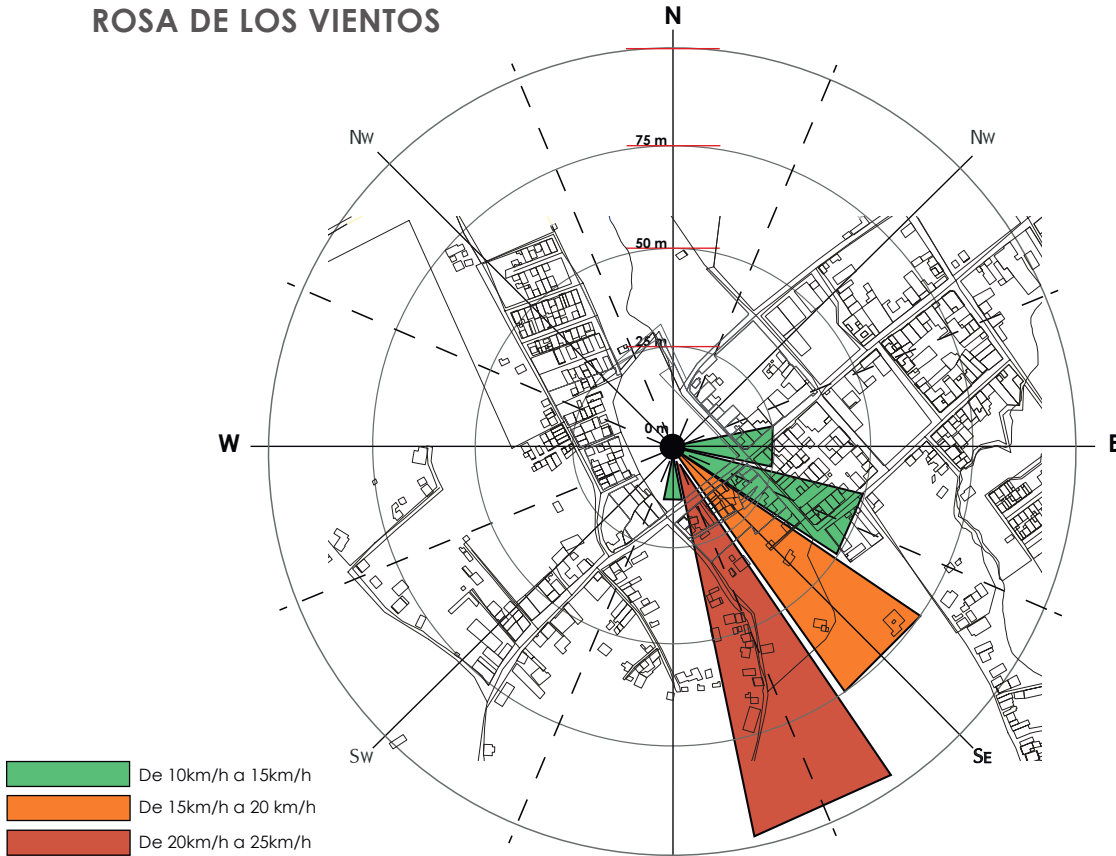 ROSA DE LOS VIENTOS
N
NW
NW
75 m
50 m
25 m
0 m
W
E
SW
SE
De 10km/h a 15km/h
De 15km/h a 20 km/h
De 20km/h a 25km/h